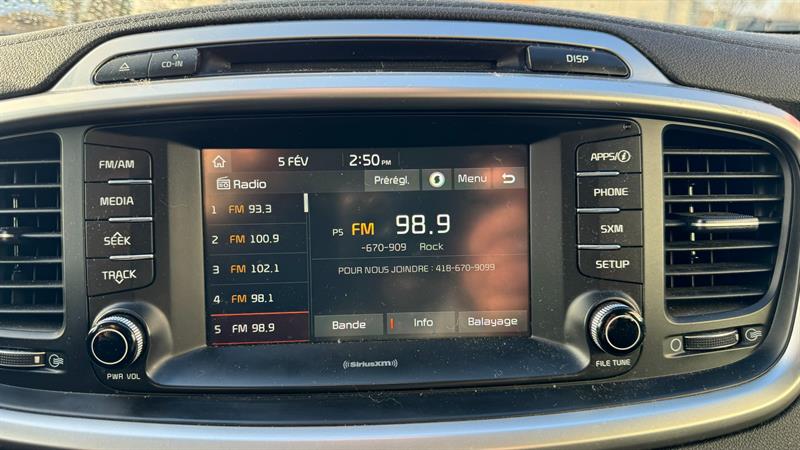 CD-IN
DISP
FM/AM
MEDIA
SEEK
TRACK
PWR VOL
5 FÉV 2:50 PM
Radio Prérégl. Menu
1 FM 93.3
2 FM 100.9
3 FM 102.1
4 FM 98.1
5 FM 98.9
P5 FM 98.9
-670-909 Rock
POUR NOUS JOINDRE : 418-670-9099
Bande Info Balayage
((SiriusXM))
APPS/i
PHONE
SXM
SETUP
FILE TUNE